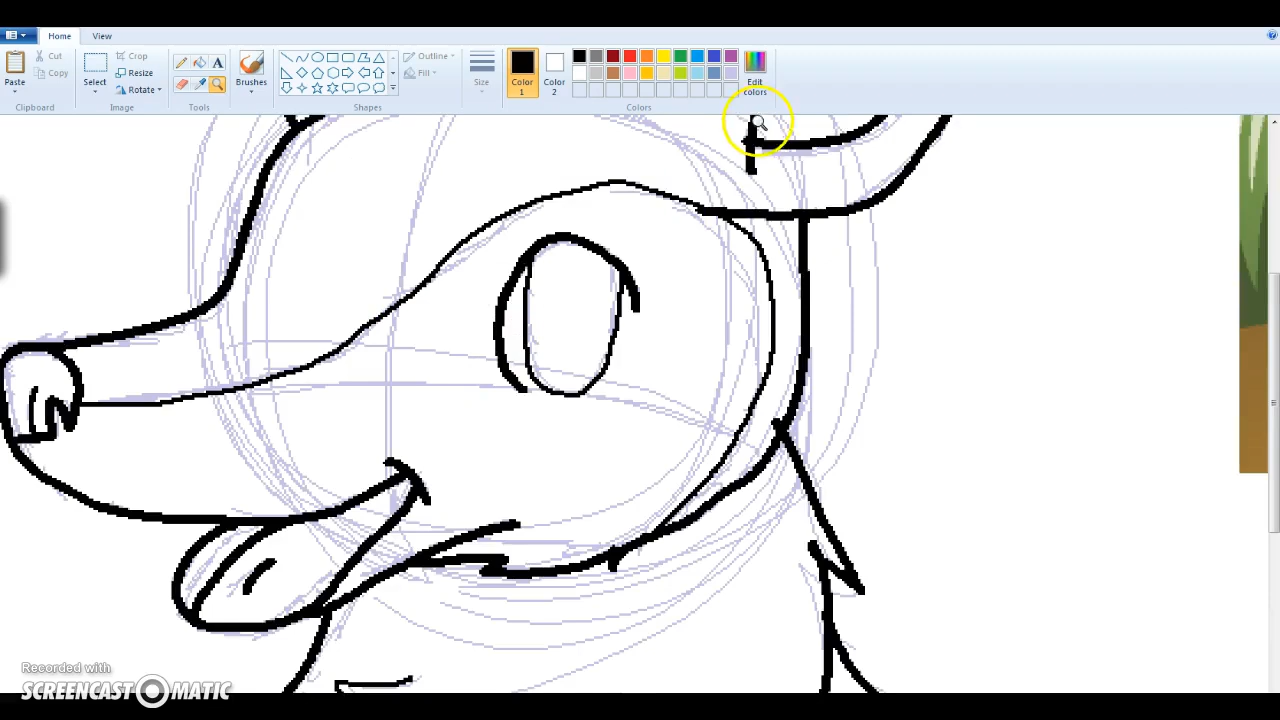 Home View
Paste
Cut
Copy
Clipboard
Select
Crop
Resize
Rotate
Image
A
Tools
Brushes
Outline
Fill
Shapes
Size
Color
1
Color
2
Edit
colors
Colors
Recorded with
SCREENCAST MATIC